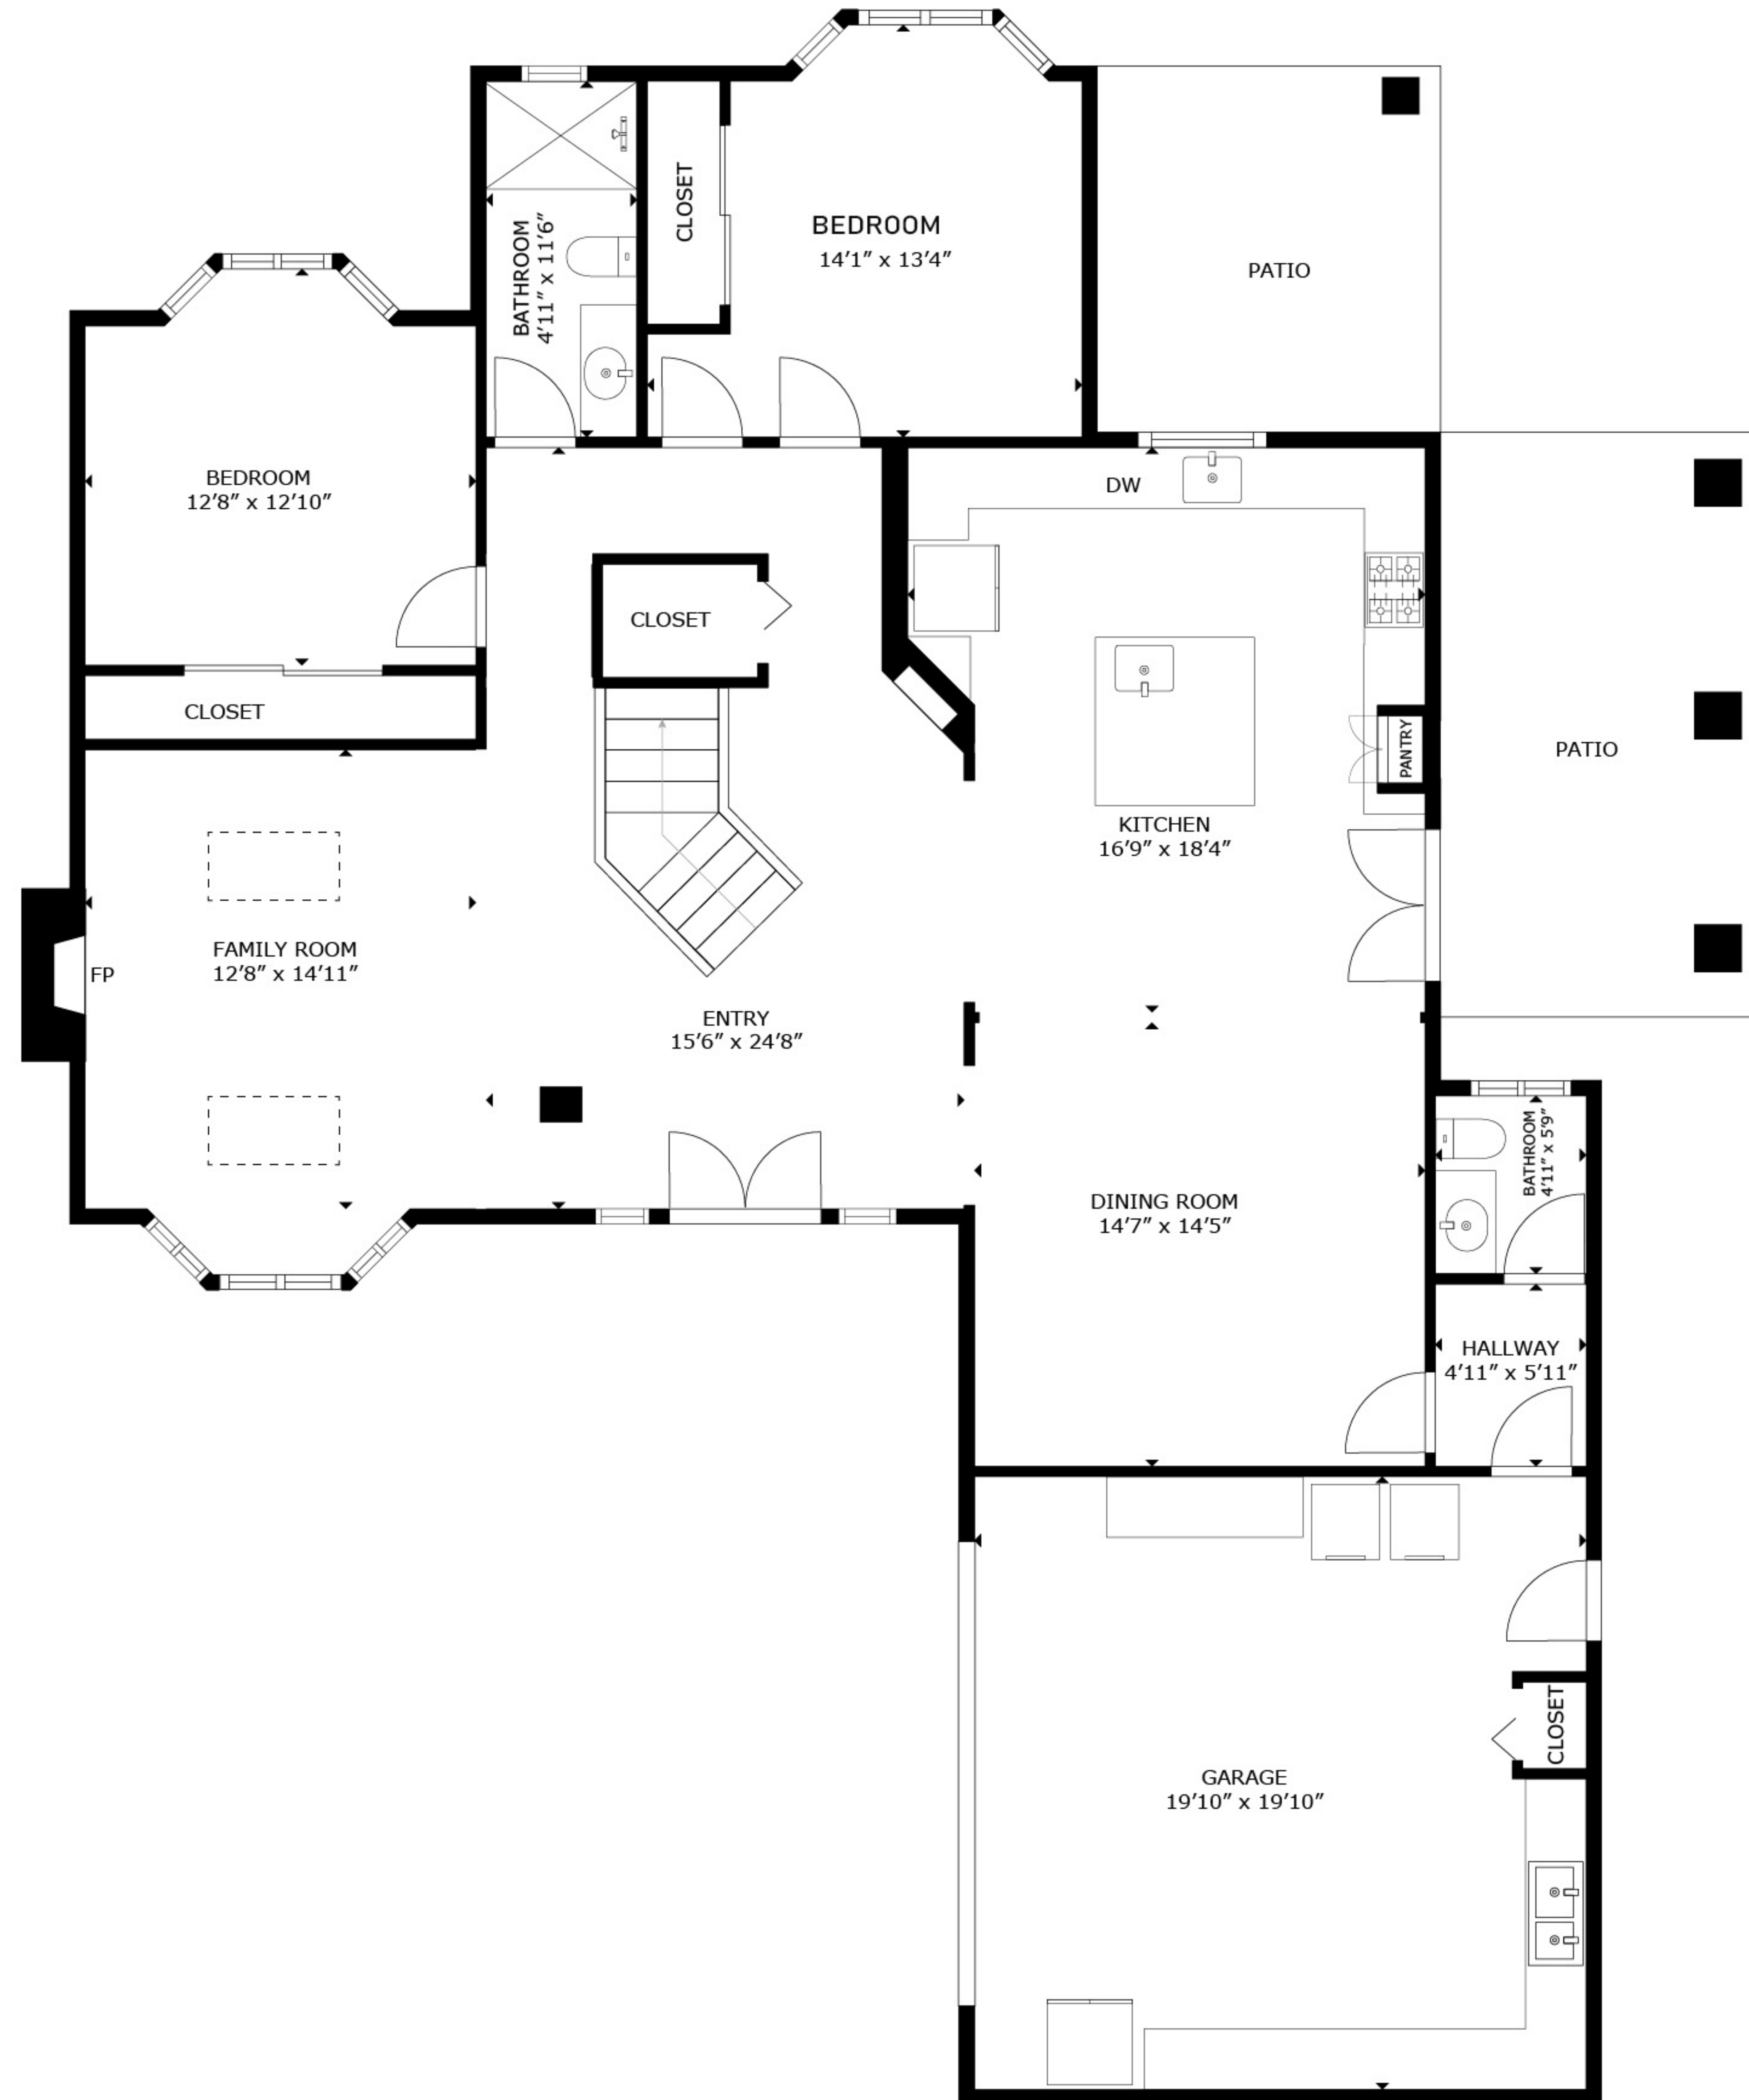 CLOSET
BATHROOM
4'11" x 11'6"
BEDROOM
14'1" x 13'4"
PATIO
BEDROOM
12'8" x 12'10"
DW
CLOSET
CLOSET
PANTRY
PATIO
KITCHEN
16'9" x 18'4"
FAMILY ROOM
12'8" x 14'11"
FP
ENTRY
15'6" x 24'8"
BATHROOM
4'11" x 5'9"
DINING ROOM
14'7" x 14'5"
HALLWAY
4'11" x 5'11"
CLOSET
GARAGE
19'10" x 19'10"